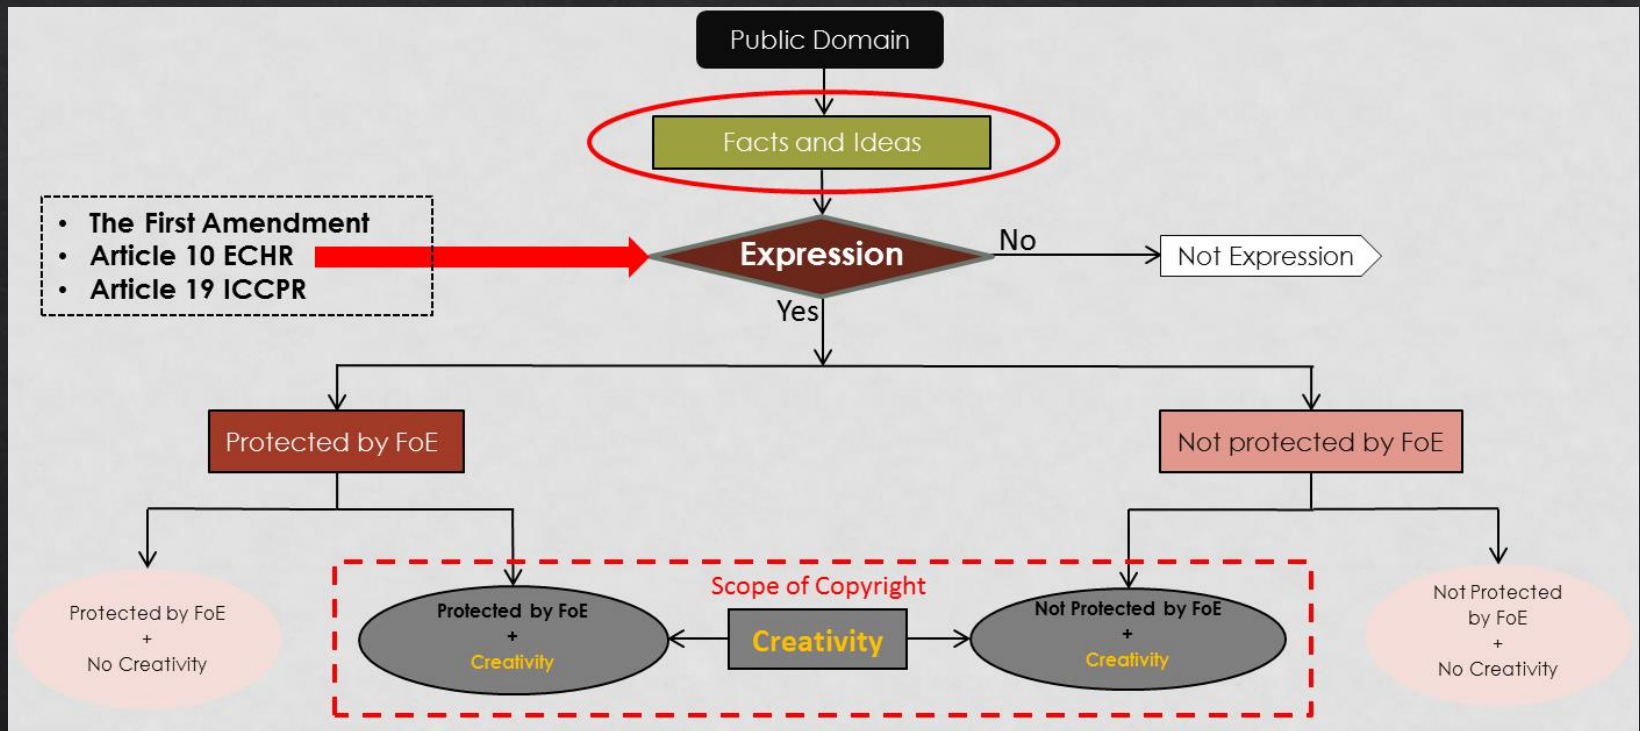 Public Domain
Facts and Ideas
• The First Amendment
• Article 10 ECHR
• Article 19 ICCPR
Expression
No
Not Expression
Yes
Protected by FoE
Not protected by FoE
Scope of Copyright
Protected by FoE
+
No Creativity
Protected by FoE
+
Creativity
Creativity
Not Protected by FoE
+
Creativity
Not Protected
by FoE
+
No Creativity